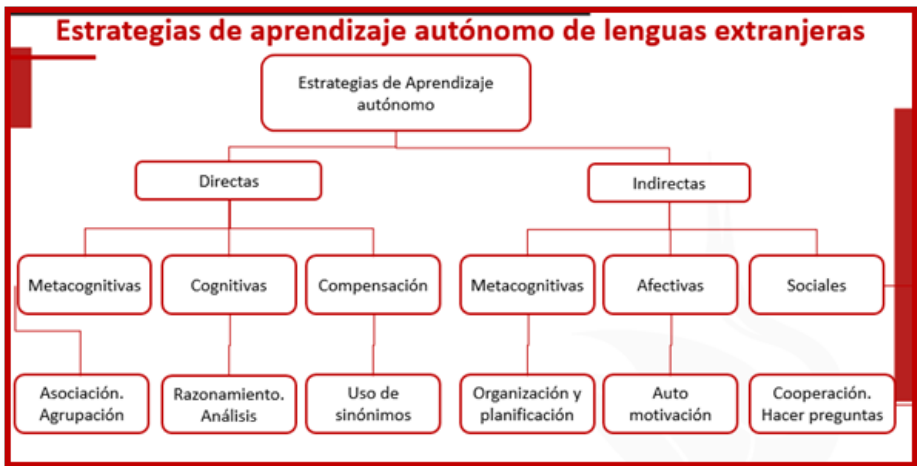 Estrategias de aprendizaje autónomo de lenguas extranjeras
Estrategias de Aprendizaje
autónomo
Directas
Indirectas
Metacognitivas
Cognitivas
Compensación
Metacognitivas
Afectivas
Sociales
Asociación.
Agrupación
Razonamiento.
Análisis
Uso de
sinónimos
Organización y
planificación
Auto
motivación
Cooperación.
Hacer preguntas